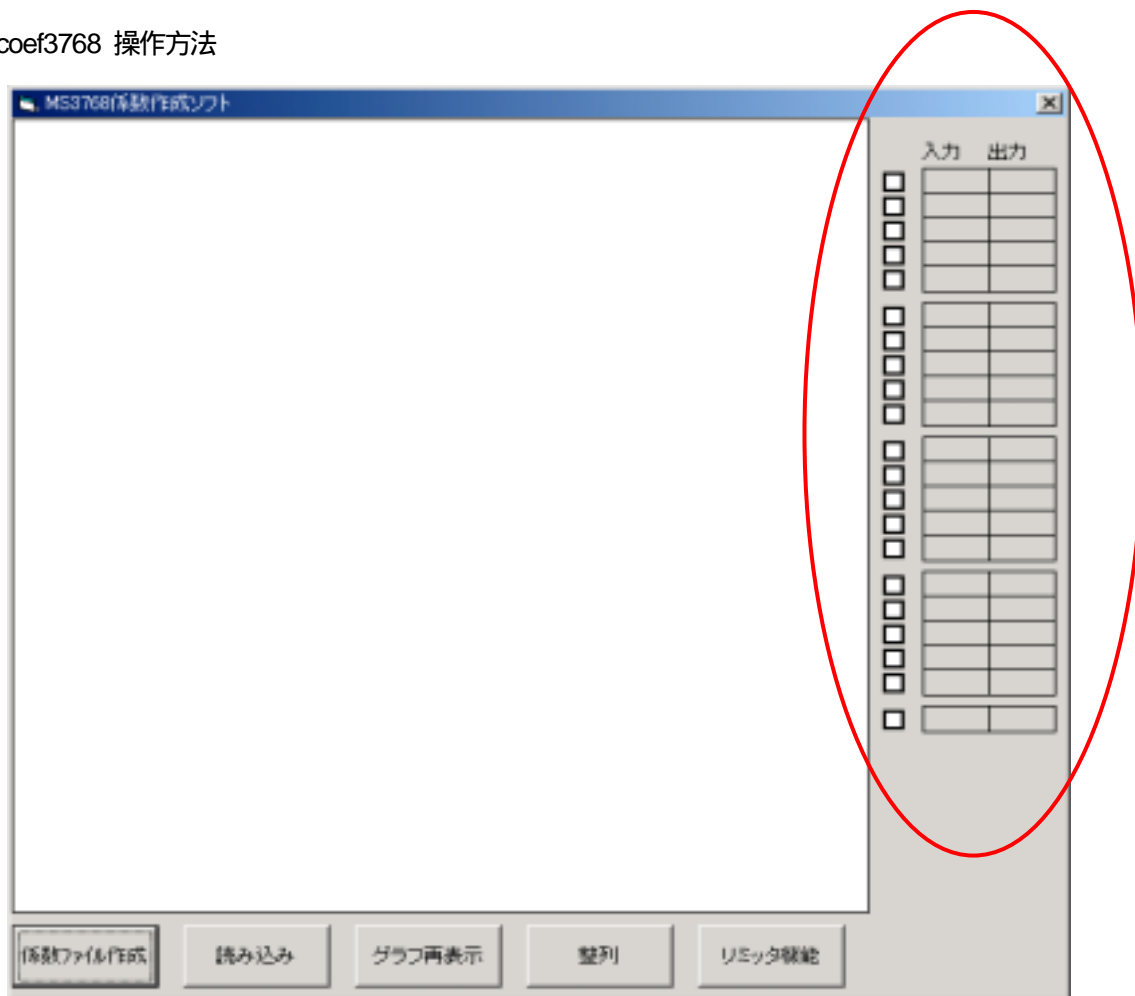 coef3768 操作方法
MS3768係数作成ソフト
入力 出力
係数ファイル作成 読み込み グラフ再表示 整列 リミッタ機能